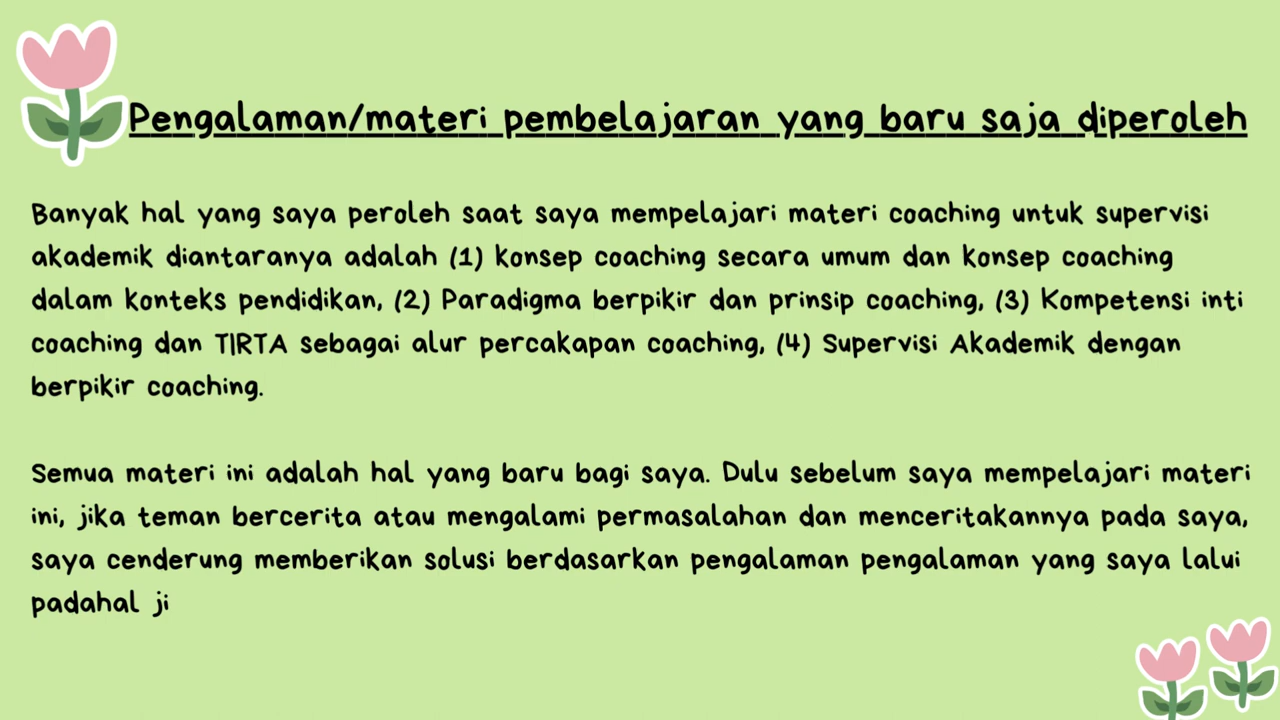 Pengalaman/materi pembelajaran yang baru saja diperoleh
Banyak hal yang saya peroleh saat saya mempelajari materi coaching untuk supervisi
akademik diantaranya adalah (1) konsep coaching secara umum dan konsep coaching
dalam konteks pendidikan, (2) Paradigma berpikir dan prinsip coaching, (3) Kompetensi inti
coaching dan TIRTA sebagai alur percakapan coaching, (4) Supervisi Akademik dengan
berpikir coaching.
Semua materi ini adalah hal yang baru bagi saya. Dulu sebelum saya mempelajari materi
ini, jika teman bercerita atau mengalami permasalahan dan menceritakannya pada saya,
saya cenderung memberikan solusi berdasarkan pengalaman pengalaman yang saya lalui
padahal ji